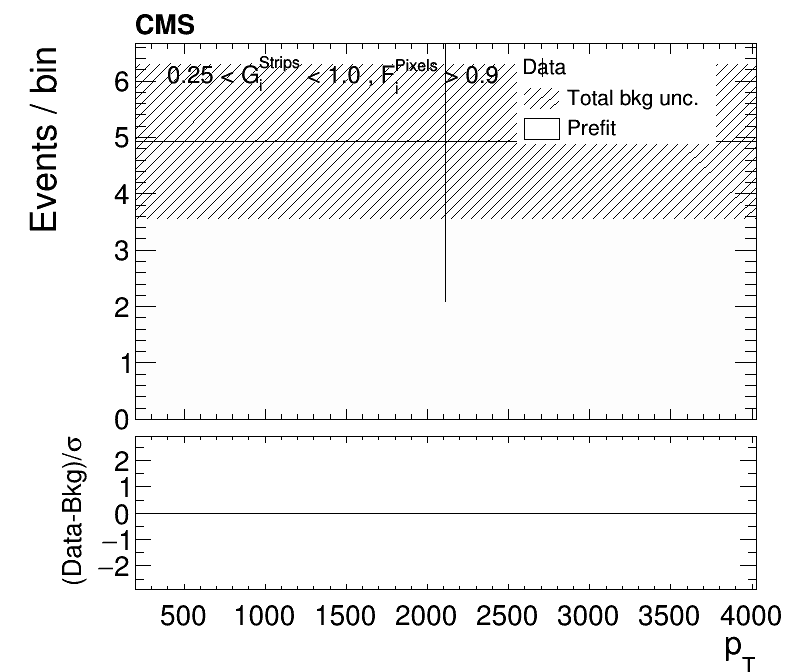 CMS
0.25 < G_i^Strips < 1.0 , F_i^Pixels > 0.9
Data
Total bkg unc.
Prefit
Events / bin
6
5
4
3
2
1
0
(Data-Bkg)/σ
2
1
0
−1
−2
500 1000 1500 2000 2500 3000 3500 4000
p_T